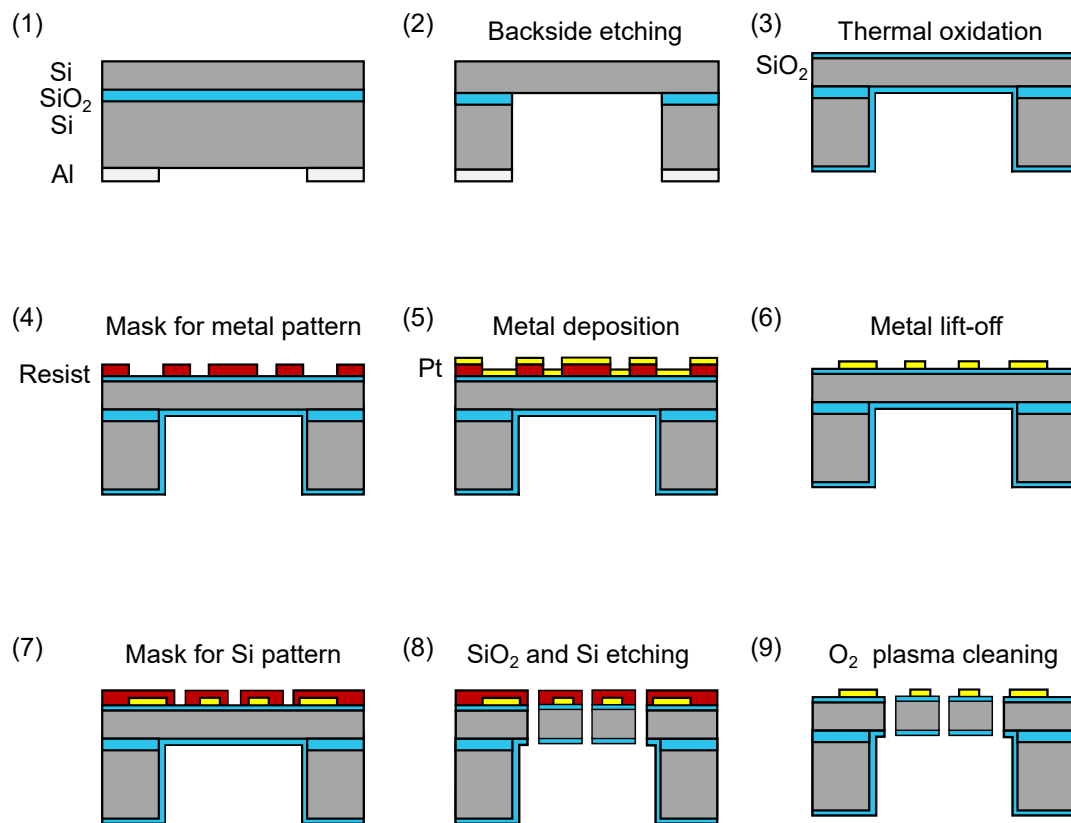 (1)
Si
SiO₂
Si
Al
(2)
Backside etching
(3)
Thermal oxidation
SiO₂
(4)
Mask for metal pattern
Resist
(5)
Metal deposition
Pt
(6)
Metal lift-off
(7)
Mask for Si pattern
(8)
SiO₂ and Si etching
(9)
O₂ plasma cleaning